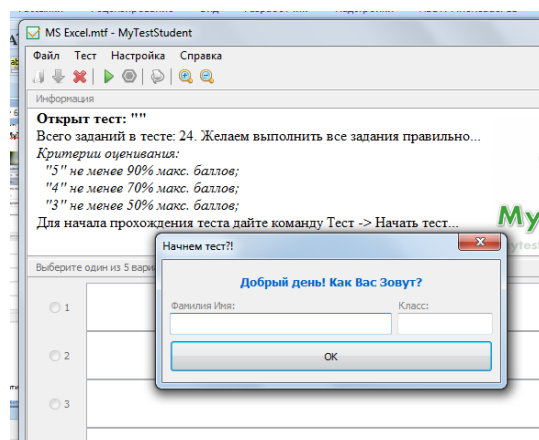 MS Excel.mtf - MyTestStudent
Файл Тест Настройка Справка
Информация
Открыт тест: ""
Всего заданий в тесте: 24. Желаем выполнить все задания правильно...
Критерии оценивания:
"5" не менее 90% макс. баллов;
"4" не менее 70% макс. баллов;
"3" не менее 50% макс. баллов;
Для начала прохождения теста дайте команду Тест -> Начать тест...
My
Начнем тест?!
Выберите один из 5
Добрый день! Как Вас Зовут?
Фамилия Имя: Класс:
1
OK
2
3